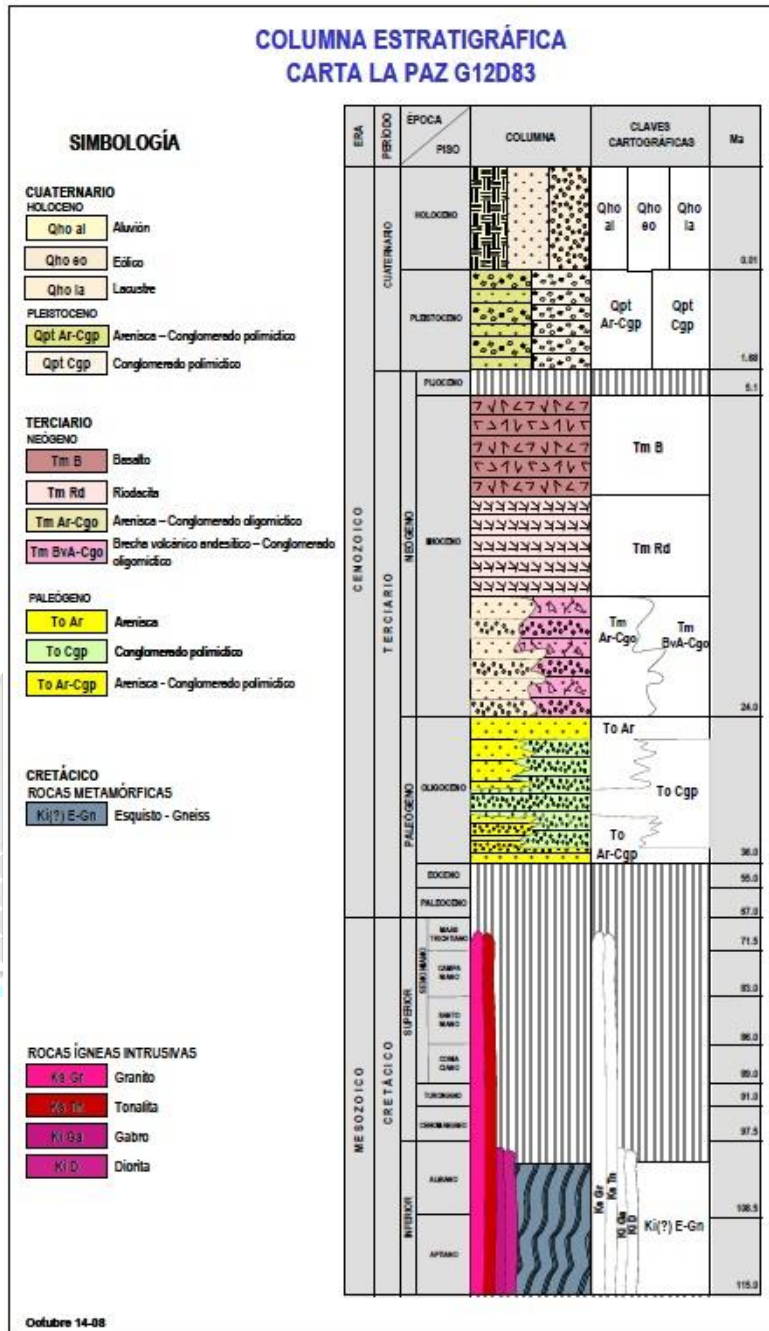 COLUMNA ESTRATIGRÁFICA
CARTA LA PAZ G12D83
SIMBOLOGÍA
CUATERNARIO
HOLOCENO
Qho al Aluvión
Qho eo Eólico
Qho la Lacustre
PLEISTOCENO
Qpt Ar-Cgp Arenisca – Conglomerado polimíctico
Qpt Cgp Conglomerado polimíctico
TERCIARIO
NEÓGENO
Tm B Basalto
Tm Rd Riodacita
Tm Ar-Cgo Arenisca – Conglomerado oligomíctico
Tm BvA-Cgo Brecha volcánico andesítico – Conglomerado
oligomíctico
PALEÓGENO
To Ar Arenisca
To Cgp Conglomerado polimíctico
To Ar-Cgp Arenisca - Conglomerado polimíctico
CRETÁCICO
ROCAS METAMÓRFICAS
Ki(?) E-Gn Esquisto - Gneiss
ROCAS ÍGNEAS INTRUSIVAS
Ks Gr Granito
Ks Tn Tonalita
Ki Ga Gabro
Ki D Diorita
Octubre 14-08
ERA
PERÍODO
ÉPOCA
PISO
COLUMNA
CLAVES
CARTOGRÁFICAS
Ma
CENOZOICO
MESOZOICO
CUATERNARIO
TERCIARIO
CRETÁCICO
NEÓGENO
PALEÓGENO
SUPERIOR
INFERIOR
HOLOCENO
PLEISTOCENO
PLIOCENO
MIOCENO
OLIGOCENO
EOCENO
PALEOCENO
SENONIANO
MAAS
TRICHTIANO
CAMPA
NIANO
SANTO
NIANO
CONIA
CIANO
TURONIANO
CENOMANIANO
ALBIANO
APTIANO
Qho
al
Qho
eo
Qho
la
Qpt
Ar-Cgp
Qpt
Cgp
Tm B
Tm Rd
Tm
Ar-Cgo
Tm
BvA-Cgo
To Ar
To Cgp
To
Ar-Cgp
Ks Gr
Ks Tn
Ki Ga
Ki D
Ki(?) E-Gn
0.01
1.68
5.1
24.0
36.0
55.0
67.0
71.5
83.0
91.0
97.5
108.5
115.0